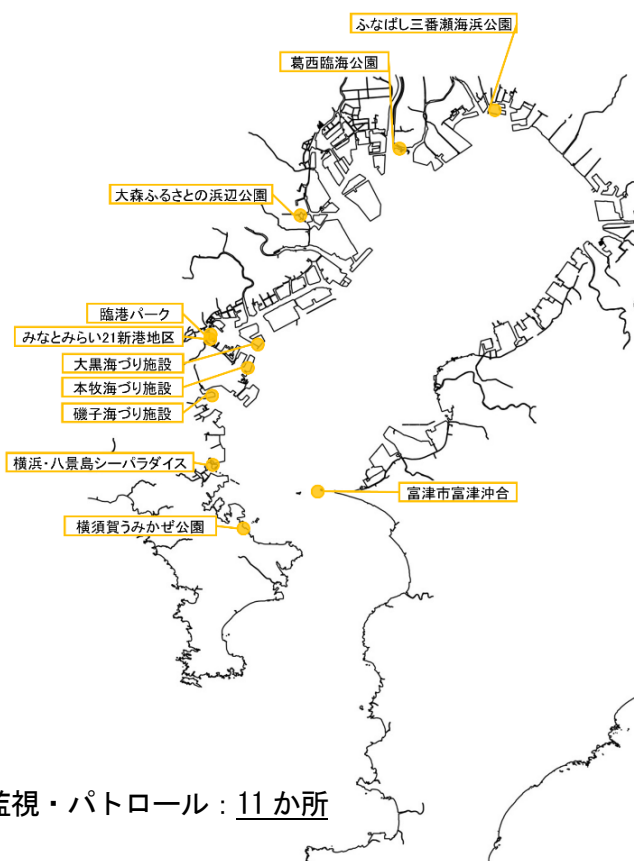 ふなばし三番瀬海浜公園
葛西臨海公園
大森ふるさとの浜辺公園
臨港パーク
みなとみらい21新港地区
大黒海づり施設
本牧海づり施設
磯子海づり施設
横浜・八景島シーパラダイス
富津市富津沖合
横須賀うみかぜ公園
監視・パトロール：11か所